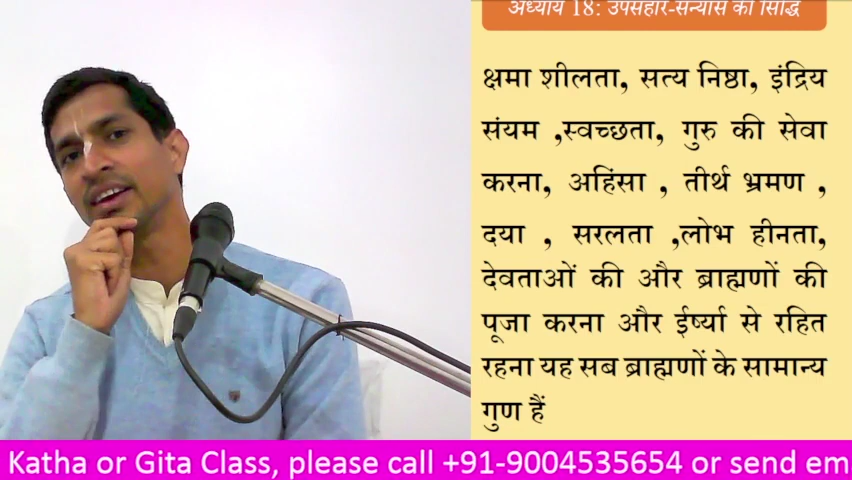 अध्याय 18: उपसंहार-सन्यास की सिद्धि
क्षमा शीलता, सत्य निष्ठा, इंद्रिय
संयम ,स्वच्छता, गुरु की सेवा
करना, अहिंसा , तीर्थ भ्रमण ,
दया , सरलता ,लोभ हीनता,
देवताओं की और ब्राह्मणों की
पूजा करना और ईर्ष्या से रहित
रहना यह सब ब्राह्मणों के सामान्य
गुण हैं
Katha or Gita Class, please call +91-9004535654 or send em